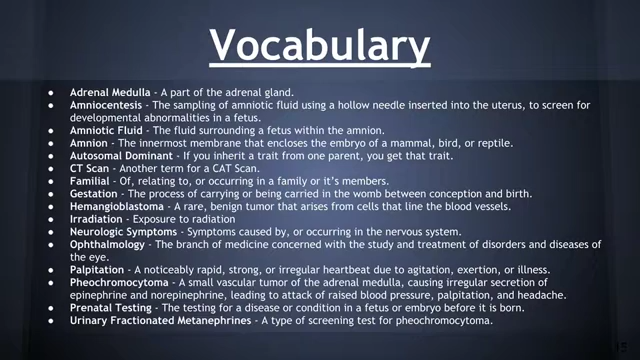 Vocabulary
● Adrenal Medulla - A part of the adrenal gland.
● Amniocentesis - The sampling of amniotic fluid using a hollow needle inserted into the uterus, to screen for
developmental abnormalities in a fetus.
● Amniotic Fluid - The fluid surrounding a fetus within the amnion.
● Amnion - The innermost membrane that encloses the embryo of a mammal, bird, or reptile.
● Autosomal Dominant - If you inherit a trait from one parent, you get that trait.
● CT Scan - Another term for a CAT Scan.
● Familial - Of, relating to, or occurring in a family or it's members.
● Gestation - The process of carrying or being carried in the womb between conception and birth.
● Hemangioblastoma - A rare, benign tumor that arises from cells that line the blood vessels.
● Irradiation - Exposure to radiation
● Neurologic Symptoms - Symptoms caused by, or occurring in the nervous system.
● Ophthalmology - The branch of medicine concerned with the study and treatment of disorders and diseases of
the eye.
● Palpitation - A noticeably rapid, strong, or irregular heartbeat due to agitation, exertion, or illness.
● Pheochromocytoma - A small vascular tumor of the adrenal medulla, causing irregular secretion of
epinephrine and norepinephrine, leading to attack of raised blood pressure, palpitation, and headache.
● Prenatal Testing - The testing for a disease or condition in a fetus or embryo before it is born.
● Urinary Fractionated Metanephrines - A type of screening test for pheochromocytoma.
15